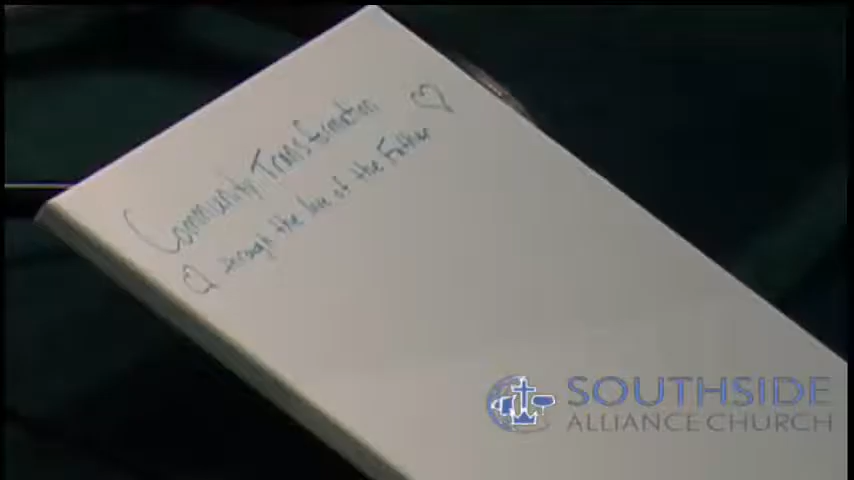 Community Transformation
through the love of the Father
SOUTHSIDE
ALLIANCE CHURCH